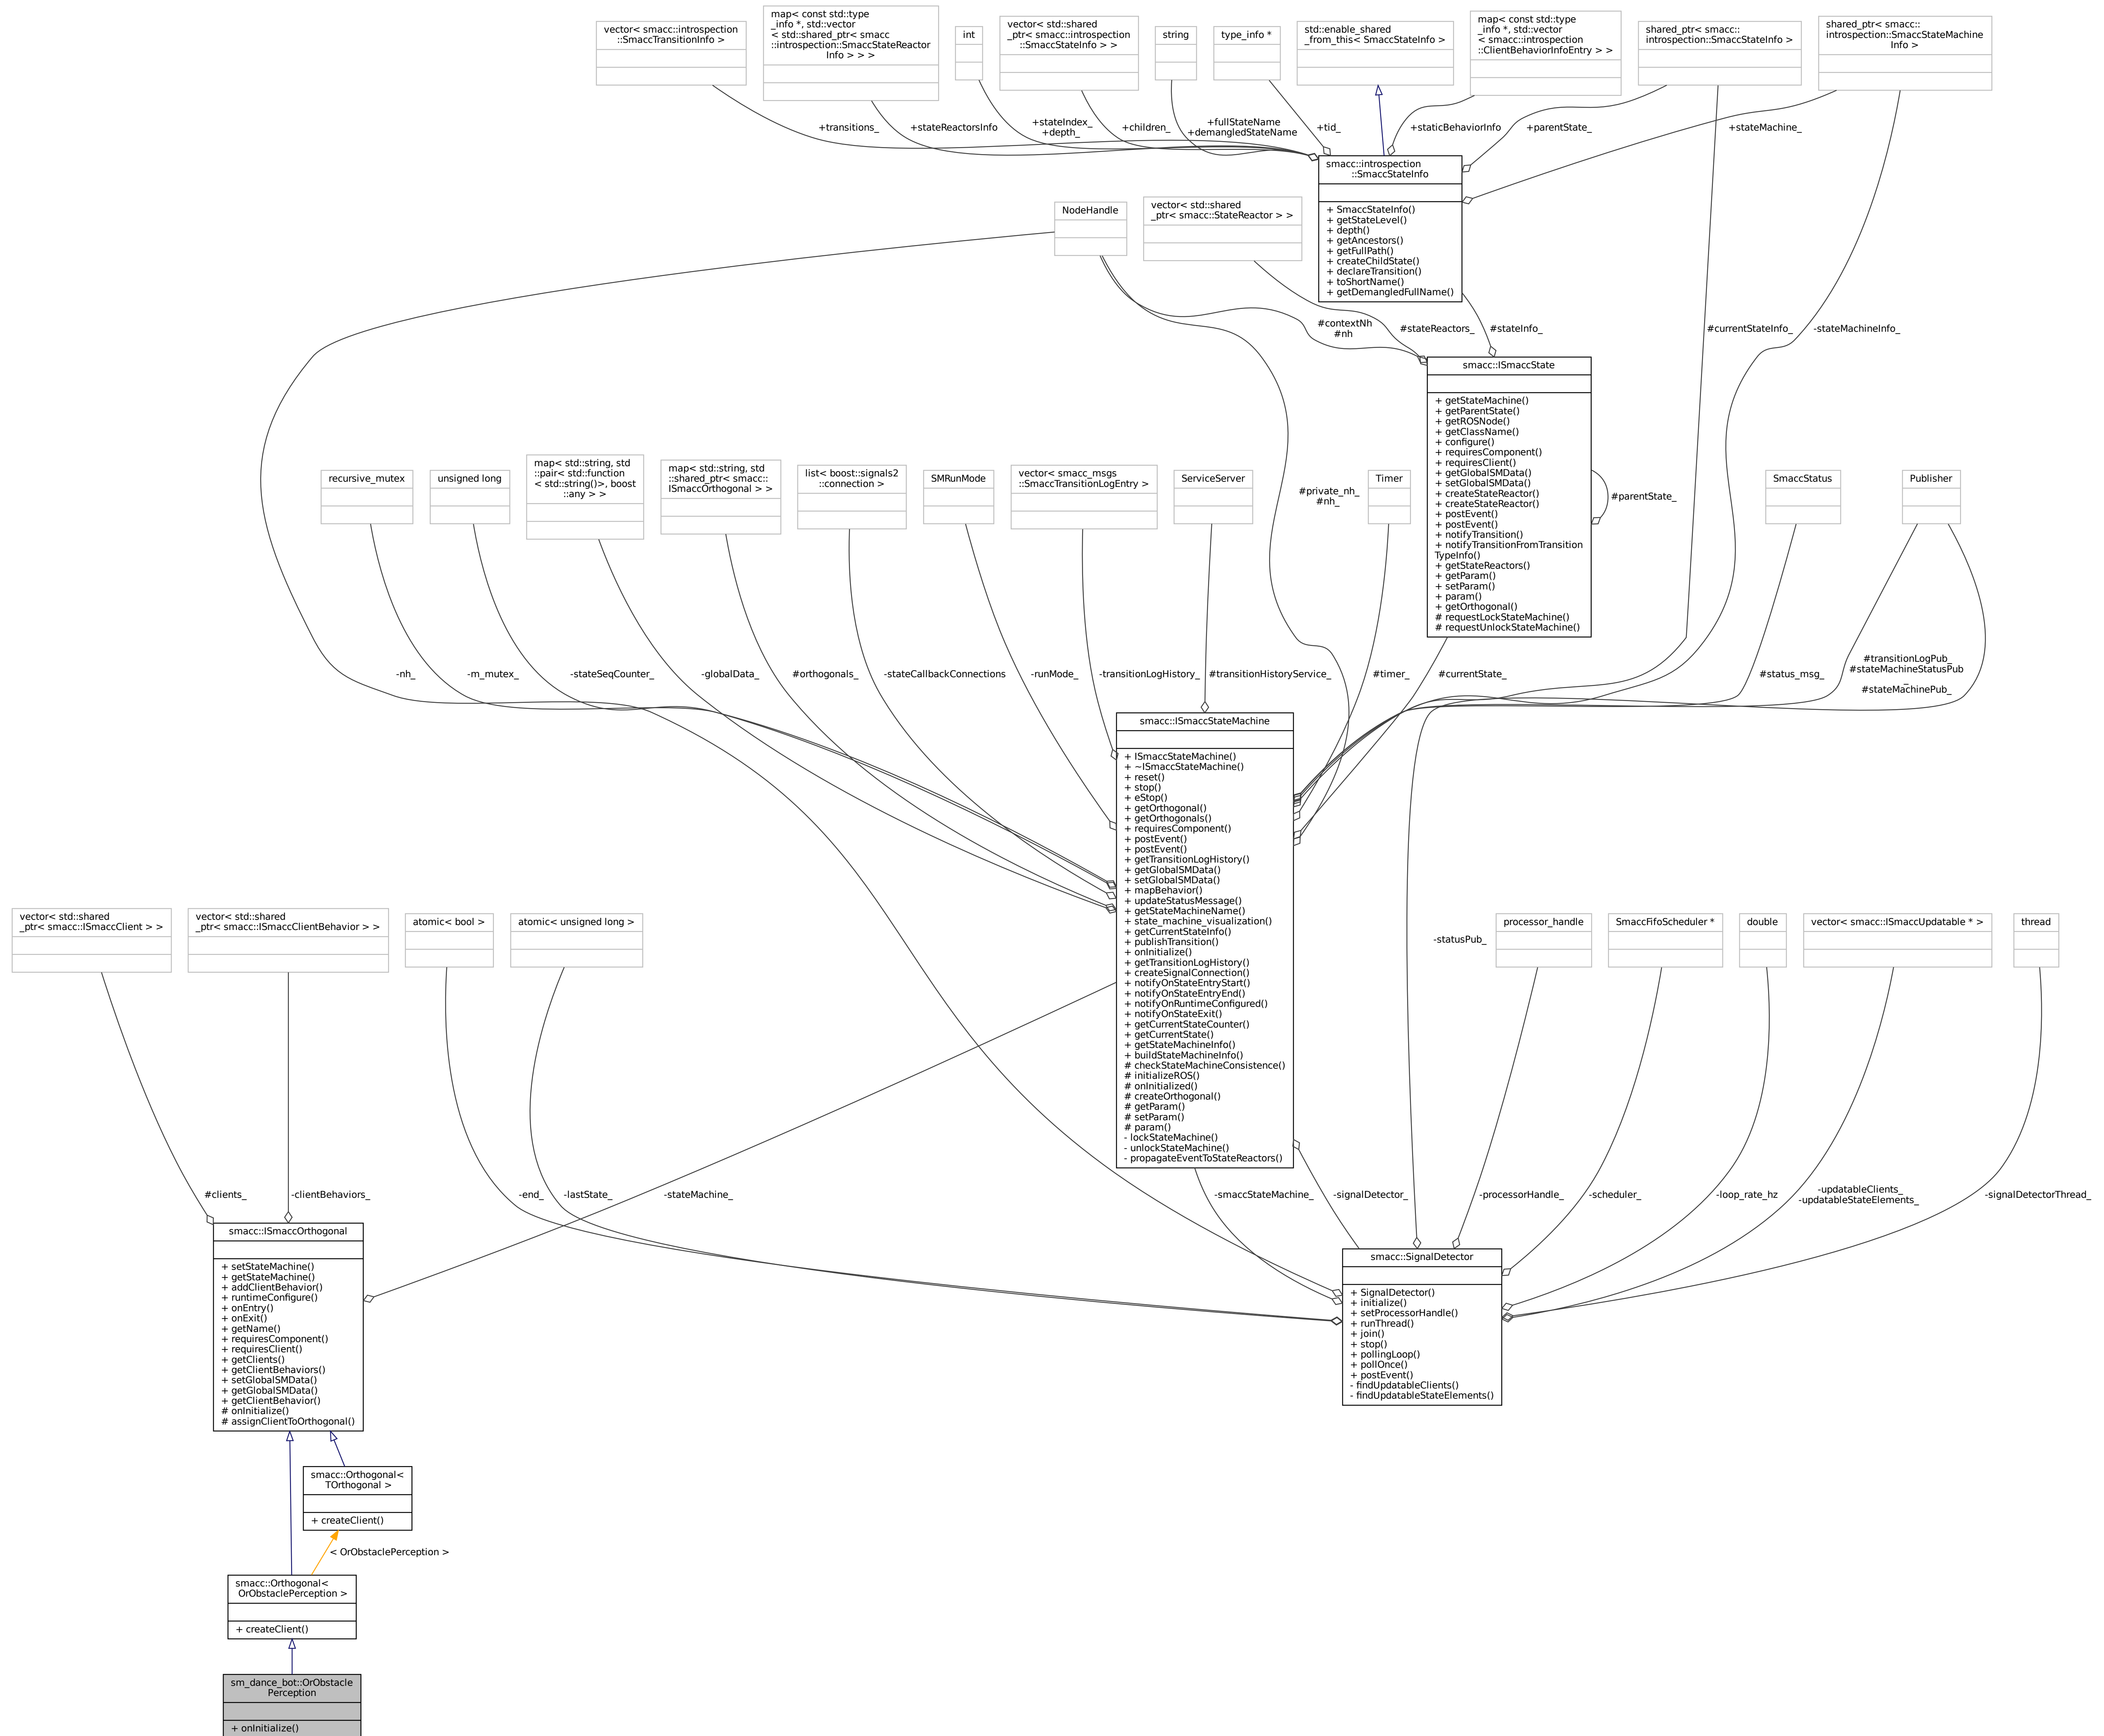 vector< smacc::introspection
::SmaccTransitionInfo >
map< const std::type
_info *, std::vector
< std::shared_ptr< smacc
::introspection::SmaccStateReactor
Info > > >
int
vector< std::shared
_ptr< smacc::introspection
::SmaccStateInfo > >
string
type_info *
std::enable_shared
_from_this< SmaccStateInfo >
map< const std::type
_info *, std::vector
< smacc::introspection
::ClientBehaviorInfoEntry > >
shared_ptr< smacc::
introspection::SmaccStateInfo >
shared_ptr< smacc::
introspection::SmaccStateMachine
Info >
+transitions_
+stateReactorsInfo
+stateIndex_
+depth_
+children_
+fullStateName
+demangledStateName
+tid_
+staticBehaviorInfo
+parentState_
+stateMachine_
smacc::introspection
::SmaccStateInfo
+ SmaccStateInfo()
+ getStateLevel()
+ depth()
+ getAncestors()
+ getFullPath()
+ createChildState()
+ declareTransition()
+ toShortName()
+ getDemangledFullName()
NodeHandle
vector< std::shared
_ptr< smacc::StateReactor > >
#contextNh
#nh
#stateReactors_
#stateInfo_
#currentStateInfo_
-stateMachineInfo_
smacc::ISmaccState
+ getStateMachine()
+ getParentState()
+ getROSNode()
+ getClassName()
+ configure()
+ requiresComponent()
+ requiresClient()
+ getGlobalSMData()
+ setGlobalSMData()
+ createStateReactor()
+ createStateReactor()
+ postEvent()
+ postEvent()
+ notifyTransition()
+ notifyTransitionFromTransition
TypeInfo()
+ getStateReactors()
+ getParam()
+ setParam()
+ param()
+ getOrthogonal()
# requestLockStateMachine()
# requestUnlockStateMachine()
#parentState_
recursive_mutex
unsigned long
map< std::string, std
::pair< std::function
< std::string()>, boost
::any > >
map< std::string, std
::shared_ptr< smacc::
ISmaccOrthogonal > >
list< boost::signals2
::connection >
SMRunMode
vector< smacc_msgs
::SmaccTransitionLogEntry >
ServiceServer
#private_nh_
#nh_
Timer
SmaccStatus
Publisher
-nh_
-m_mutex_
-stateSeqCounter_
-globalData_
#orthogonals_
-stateCallbackConnections
-runMode_
-transitionLogHistory_
#transitionHistoryService_
#timer_
#currentState_
#status_msg_
#transitionLogPub_
#stateMachineStatusPub
_
#stateMachinePub_
smacc::ISmaccStateMachine
+ ISmaccStateMachine()
+ ~ISmaccStateMachine()
+ reset()
+ stop()
+ eStop()
+ getOrthogonal()
+ getOrthogonals()
+ requiresComponent()
+ postEvent()
+ postEvent()
+ getTransitionLogHistory()
+ getGlobalSMData()
+ setGlobalSMData()
+ mapBehavior()
+ updateStatusMessage()
+ getStateMachineName()
+ state_machine_visualization()
+ getCurrentStateInfo()
+ publishTransition()
+ onInitialize()
+ getTransitionLogHistory()
+ createSignalConnection()
+ notifyOnStateEntryStart()
+ notifyOnStateEntryEnd()
+ notifyOnRuntimeConfigured()
+ notifyOnStateExit()
+ getCurrentStateCounter()
+ getCurrentState()
+ getStateMachineInfo()
+ buildStateMachineInfo()
# checkStateMachineConsistence()
# initializeROS()
# onInitialized()
# createOrthogonal()
# getParam()
# setParam()
# param()
- lockStateMachine()
- unlockStateMachine()
- propagateEventToStateReactors()
vector< std::shared
_ptr< smacc::ISmaccClient > >
vector< std::shared
_ptr< smacc::ISmaccClientBehavior > >
atomic< bool >
atomic< unsigned long >
-statusPub_
processor_handle
SmaccFifoScheduler *
double
vector< smacc::ISmaccUpdatable * >
thread
#clients_
-clientBehaviors_
-end_
-lastState_
-stateMachine_
-smaccStateMachine_
-signalDetector_
-processorHandle_
-scheduler_
-loop_rate_hz
-updatableClients_
-updatableStateElements_
-signalDetectorThread_
smacc::ISmaccOrthogonal
+ setStateMachine()
+ getStateMachine()
+ addClientBehavior()
+ runtimeConfigure()
+ onEntry()
+ onExit()
+ getName()
+ requiresComponent()
+ requiresClient()
+ getClients()
+ getClientBehaviors()
+ setGlobalSMData()
+ getGlobalSMData()
+ getClientBehavior()
# onInitialize()
# assignClientToOrthogonal()
smacc::SignalDetector
+ SignalDetector()
+ initialize()
+ setProcessorHandle()
+ runThread()
+ join()
+ stop()
+ pollingLoop()
+ pollOnce()
+ postEvent()
- findUpdatableClients()
- findUpdatableStateElements()
smacc::Orthogonal<
TOrthogonal >
+ createClient()
< OrObstaclePerception >
smacc::Orthogonal<
OrObstaclePerception >
+ createClient()
sm_dance_bot::OrObstacle
Perception
+ onInitialize()